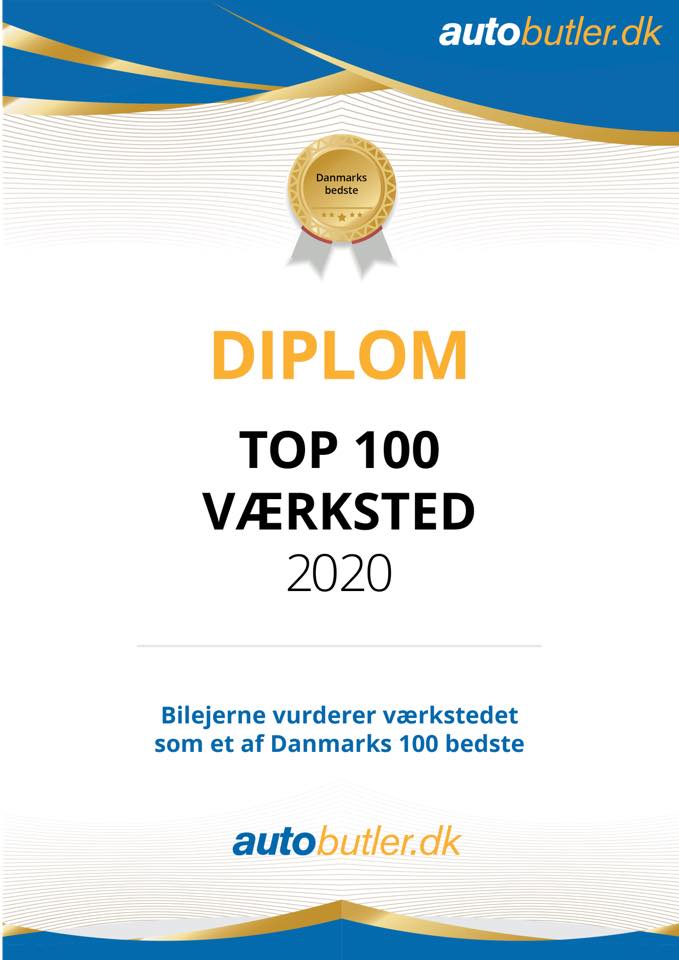 autobutler.dk
Danmarks
bedste
DIPLOM
TOP 100
VÆRKSTED
2020
Bilejerne vurderer værkstedet
som et af Danmarks 100 bedste
autobutler.dk